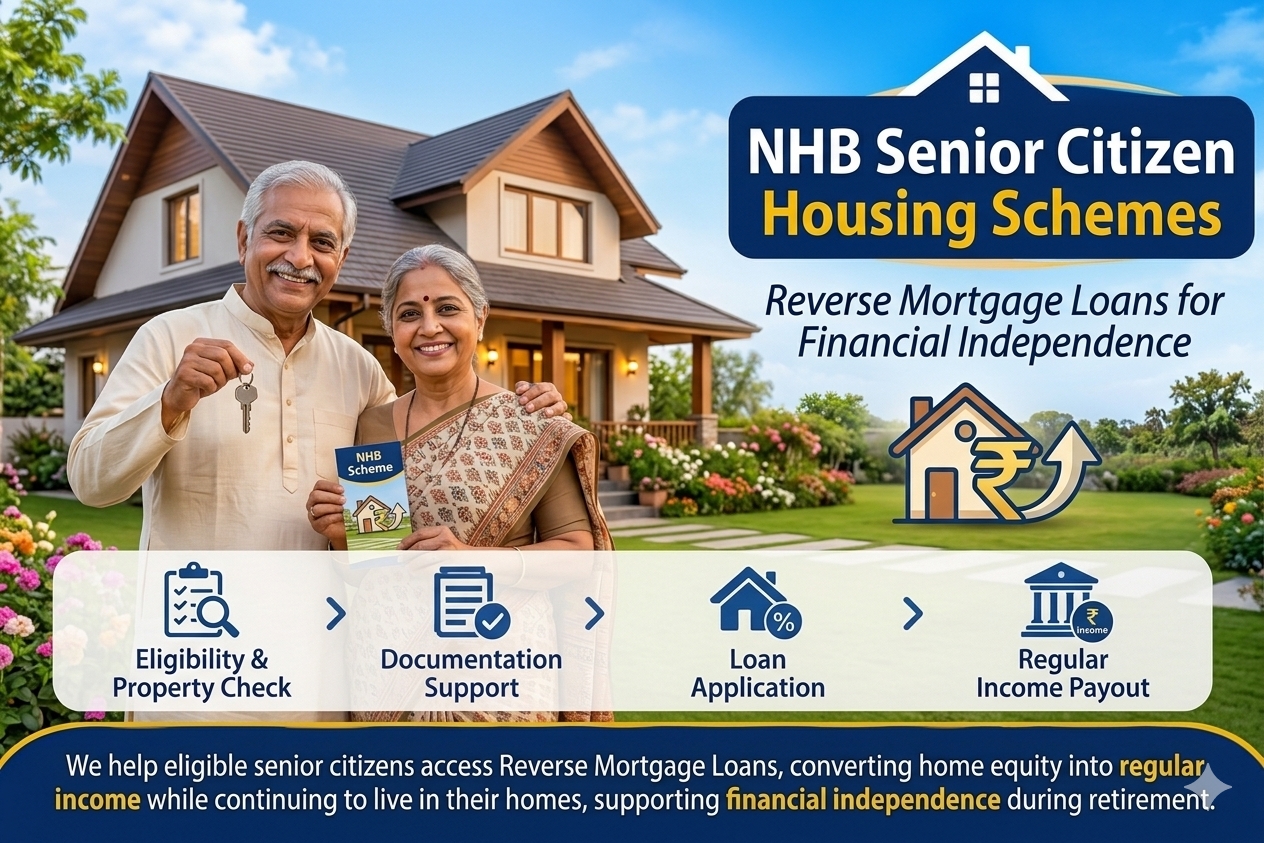 NHB Senior Citizen
Housing Schemes
Reverse Mortgage Loans for
Financial Independence
₹
NHB
Scheme
₹
Eligibility &
Property Check
Documentation
Support
%
Loan
Application
₹
income
Regular
Income Payout
We help eligible senior citizens access Reverse Mortgage Loans, converting home equity into regular
income while continuing to live in their homes, supporting financial independence during retirement.